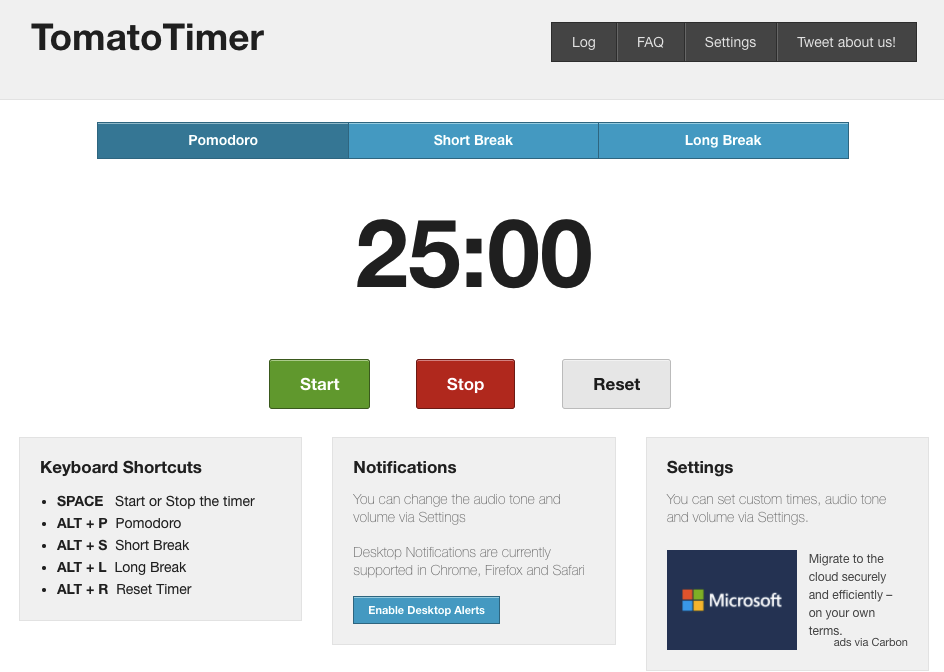 TomatoTimer
Log FAQ Settings Tweet about us!
Pomodoro Short Break Long Break
25:00
Start Stop Reset
Keyboard Shortcuts
SPACE Start or Stop the timer
ALT + P Pomodoro
ALT + S Short Break
ALT + L Long Break
ALT + R Reset Timer
Notifications
You can change the audio tone and
volume via Settings
Desktop Notifications are currently
supported in Chrome, Firefox and Safari
Enable Desktop Alerts
Settings
You can set custom times, audio tone
and volume via Settings.
Microsoft
Migrate to the
cloud securely
and efficiently –
on your own
terms.
ads via Carbon